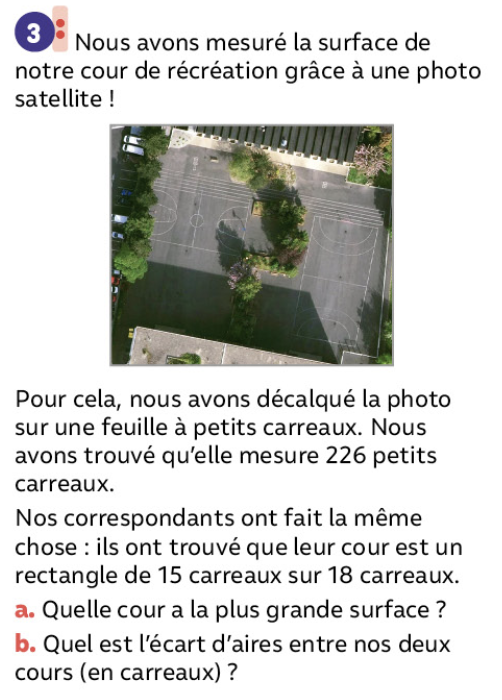 3 Nous avons mesuré la surface de
notre cour de récréation grâce à une photo
satellite !
Pour cela, nous avons décalqué la photo
sur une feuille à petits carreaux. Nous
avons trouvé qu’elle mesure 226 petits
carreaux.
Nos correspondants ont fait la même
chose : ils ont trouvé que leur cour est un
rectangle de 15 carreaux sur 18 carreaux.
a. Quelle cour a la plus grande surface ?
b. Quel est l’écart d’aires entre nos deux
cours (en carreaux) ?